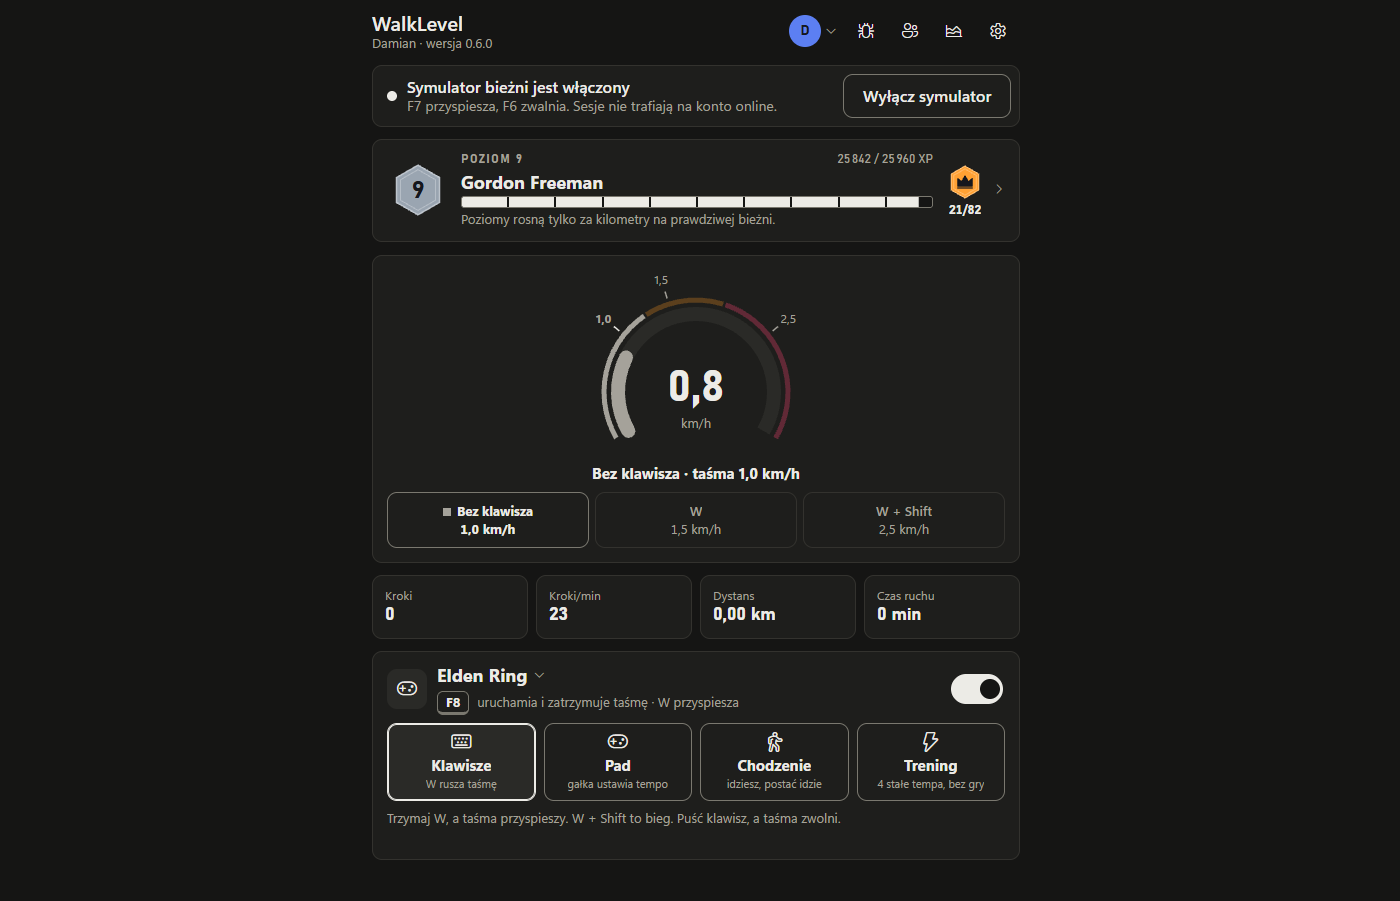 WalkLevel
Damian · wersja 0.6.0
D
Symulator bieżni jest włączony
F7 przyspiesza, F6 zwalnia. Sesje nie trafiają na konto online.
Wyłącz symulator
9
POZIOM 9
25 842 / 25 960 XP
Gordon Freeman
Poziomy rosną tylko za kilometry na prawdziwej bieżni.
21/82
1,5
1,0
2,5
0,8
km/h
Bez klawisza · taśma 1,0 km/h
Bez klawisza
1,0 km/h
W
1,5 km/h
W + Shift
2,5 km/h
Kroki
0
Kroki/min
23
Dystans
0,00 km
Czas ruchu
0 min
Elden Ring
F8 uruchamia i zatrzymuje taśmę · W przyspiesza
Klawisze
W rusza taśmę
Pad
gałka ustawia tempo
Chodzenie
idziesz, postać idzie
Trening
4 stałe tempa, bez gry
Trzymaj W, a taśma przyspieszy. W + Shift to bieg. Puść klawisz, a taśma zwolni.